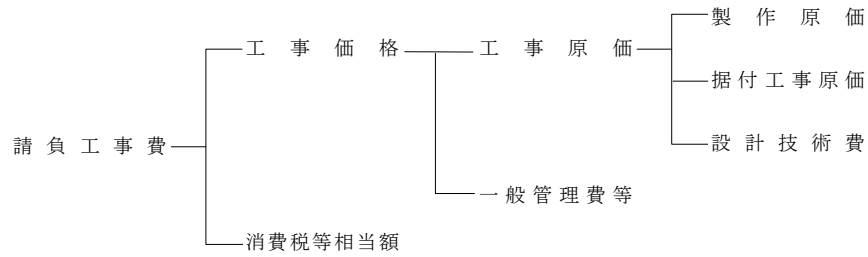 製作原価
工事価格
工事原価
据付工事原価
請負工事費
設計技術費
一般管理費等
消費税等相当額